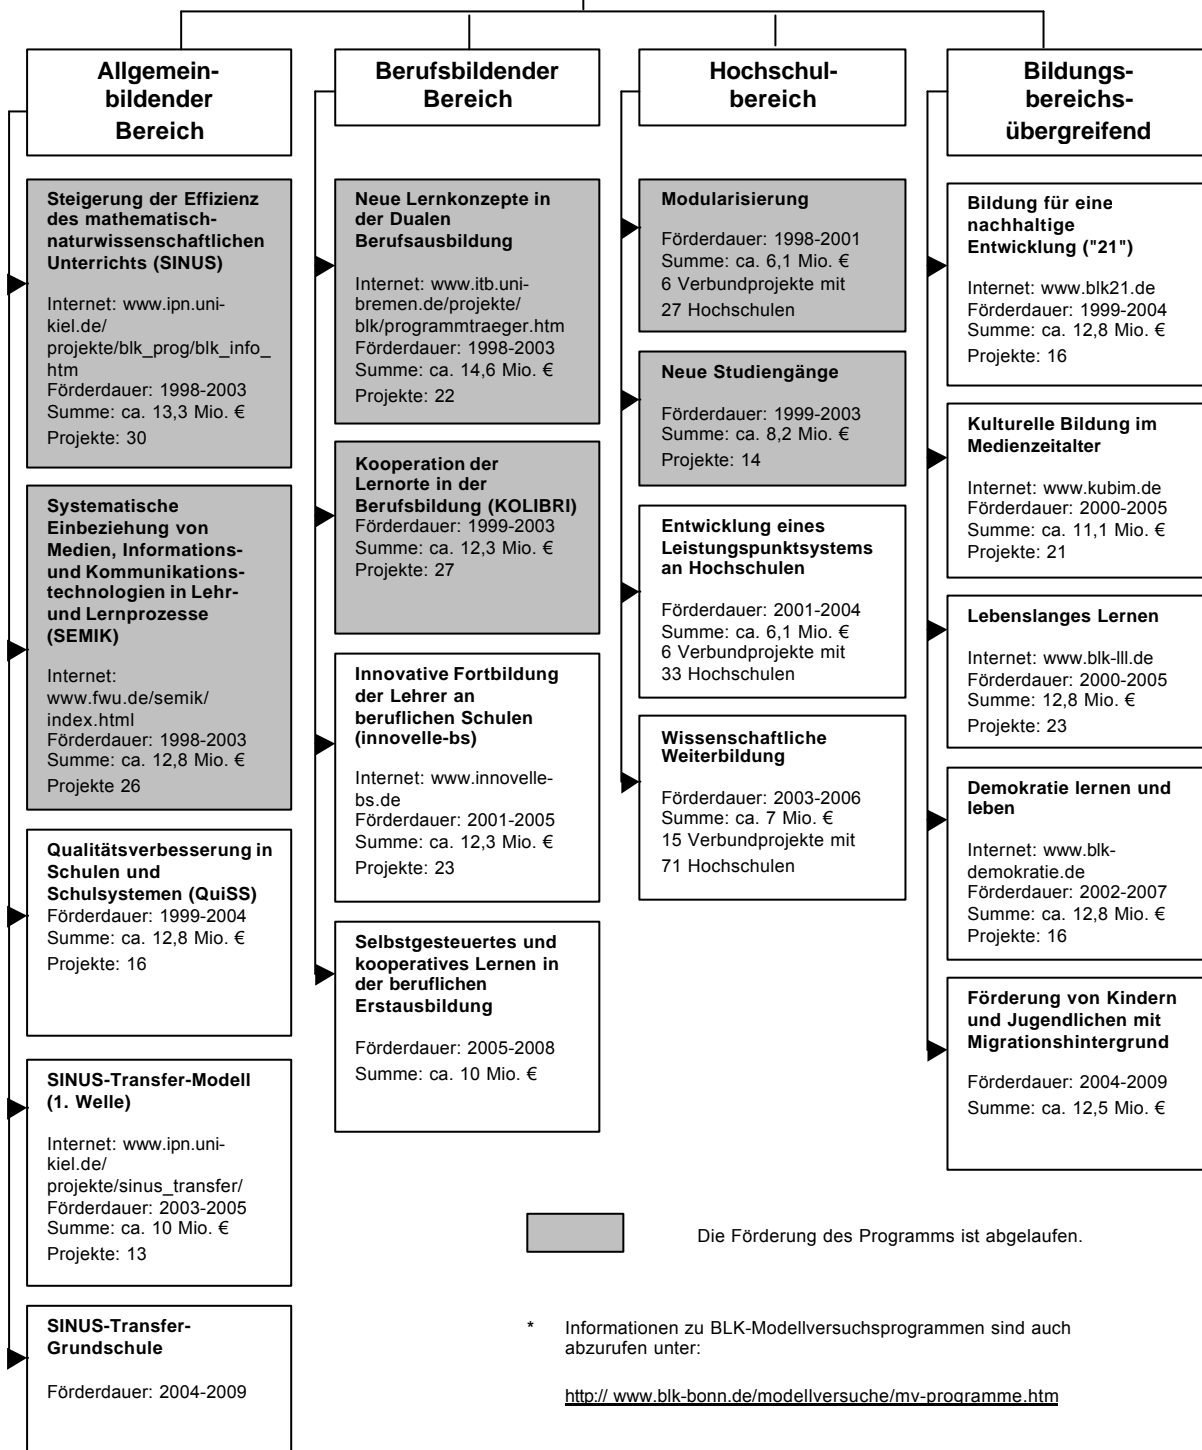 Allgemein-
bildender
Bereich
Steigerung der Effizienz
des mathematisch-
naturwissenschaftlichen
Unterrichts (SINUS)
Internet: www.ipn.uni-
kiel.de/
projekte/blk_prog/blk_info_
htm
Förderdauer: 1998-2003
Summe: ca. 13,3 Mio. €
Projekte: 30
Systematische
Einbeziehung von
Medien, Informations-
und Kommunikations-
technologien in Lehr-
und Lernprozesse
(SEMIK)
Internet:
www.fwu.de/semik/
index.html
Förderdauer: 1998-2003
Summe: ca. 12,8 Mio. €
Projekte 26
Qualitätsverbesserung in
Schulen und
Schulsystemen (QuiSS)
Förderdauer: 1999-2004
Summe: ca. 12,8 Mio. €
Projekte: 16
SINUS-Transfer-Modell
(1. Welle)
Internet: www.ipn.uni-
kiel.de/
projekte/sinus_transfer/
Förderdauer: 2003-2005
Summe: ca. 10 Mio. €
Projekte: 13
SINUS-Transfer-
Grundschule
Förderdauer: 2004-2009
Berufsbildender
Bereich
Neue Lernkonzepte in
der Dualen
Berufsausbildung
Internet: www.itb.uni-
bremen.de/projekte/
blk/programmtraeger.htm
Förderdauer: 1998-2003
Summe: ca. 14,6 Mio. €
Projekte: 22
Kooperation der
Lernorte in der
Berufsbildung (KOLIBRI)
Förderdauer: 1999-2003
Summe: ca. 12,3 Mio. €
Projekte: 27
Innovative Fortbildung
der Lehrer an
beruflichen Schulen
(innovelle-bs)
Internet: www.innovelle-
bs.de
Förderdauer: 2001-2005
Summe: ca. 12,3 Mio. €
Projekte: 23
Selbstgesteuertes und
kooperatives Lernen in
der beruflichen
Erstausbildung
Förderdauer: 2005-2008
Summe: ca. 10 Mio. €
Hochschul-
bereich
Modularisierung
Förderdauer: 1998-2001
Summe: ca. 6,1 Mio. €
6 Verbundprojekte mit
27 Hochschulen
Neue Studiengänge
Förderdauer: 1999-2003
Summe: ca. 8,2 Mio. €
Projekte: 14
Entwicklung eines
Leistungspunktsystems
an Hochschulen
Förderdauer: 2001-2004
Summe: ca. 6,1 Mio. €
6 Verbundprojekte mit
33 Hochschulen
Wissenschaftliche
Weiterbildung
Förderdauer: 2003-2006
Summe: ca. 7 Mio. €
15 Verbundprojekte mit
71 Hochschulen
Bildungs-
bereichs-
übergreifend
Bildung für eine
nachhaltige
Entwicklung ("21")
Internet: www.blk21.de
Förderdauer: 1999-2004
Summe: ca. 12,8 Mio. €
Projekte: 16
Kulturelle Bildung im
Medienzeitalter
Internet: www.kubim.de
Förderdauer: 2000-2005
Summe: ca. 11,1 Mio. €
Projekte: 21
Lebenslanges Lernen
Internet: www.blk-lll.de
Förderdauer: 2000-2005
Summe: 12,8 Mio. €
Projekte: 23
Demokratie lernen und
leben
Internet: www.blk-
demokratie.de
Förderdauer: 2002-2007
Summe: ca. 12,8 Mio. €
Projekte: 16
Förderung von Kindern
und Jugendlichen mit
Migrationshintergrund
Förderdauer: 2004-2009
Summe: ca. 12,5 Mio. €
Die Förderung des Programms ist abgelaufen.
* Informationen zu BLK-Modellversuchsprogrammen sind auch
abzurufen unter:
http:// www.blk-bonn.de/modellversuche/mv-programme.htm